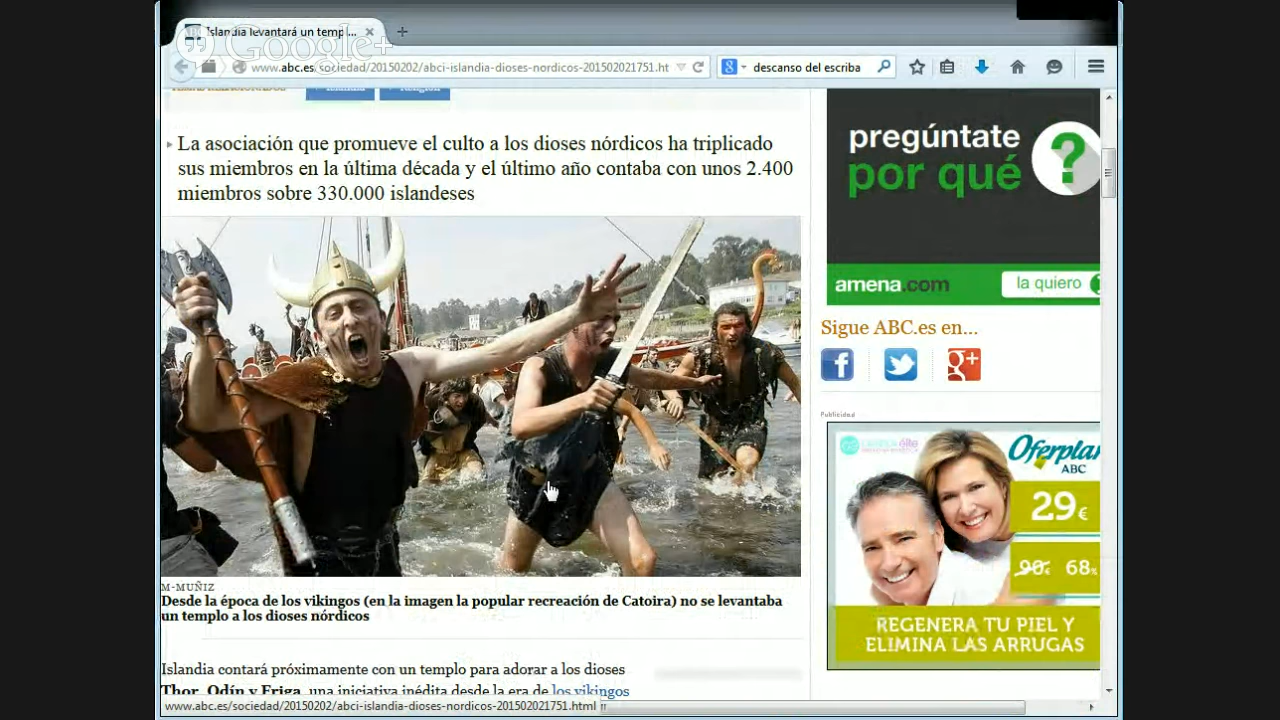 Islandia levantará un templ...
Google+
www.abc.es/sociedad/20150202/abci-islandia-dioses-nordicos-201502021751.ht
descanso del escriba
La asociación que promueve el culto a los dioses nórdicos ha triplicado
sus miembros en la última década y el último año contaba con unos 2.400
miembros sobre 330.000 islandeses
M-MUÑIZ
Desde la época de los vikingos (en la imagen la popular recreación de Catoira) no se levantaba
un templo a los dioses nórdicos
Islandia contará próximamente con un templo para adorar a los dioses
Thor, Odín y Friga, una iniciativa inédita desde la era de los vikingos
www.abc.es/sociedad/20150202/abci-islandia-dioses-nordicos-201502021751.html
pregúntate
por qué
?
amena.com
la quiero
Sigue ABC.es en...
Publicidad
Oferplan
ABC
29€
90€ 68%
REGENERA TU PIEL Y
ELIMINA LAS ARRUGAS